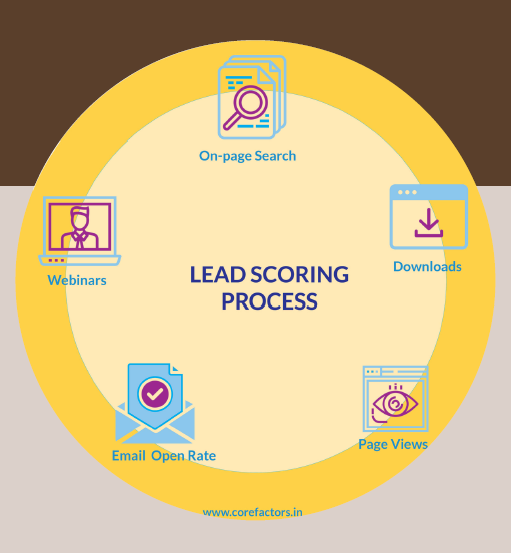 On-page Search
Webinars
Downloads
LEAD SCORING
PROCESS
Email Open Rate
Page Views
www.corefactors.in